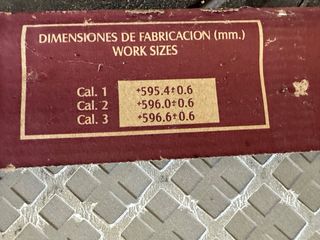 DIMENSIONES DE FABRICACION (mm.)
WORK SIZES
Cal. 1 +595.4±0.6
Cal. 2 +596.0±0.6
Cal. 3 +596.6±0.6